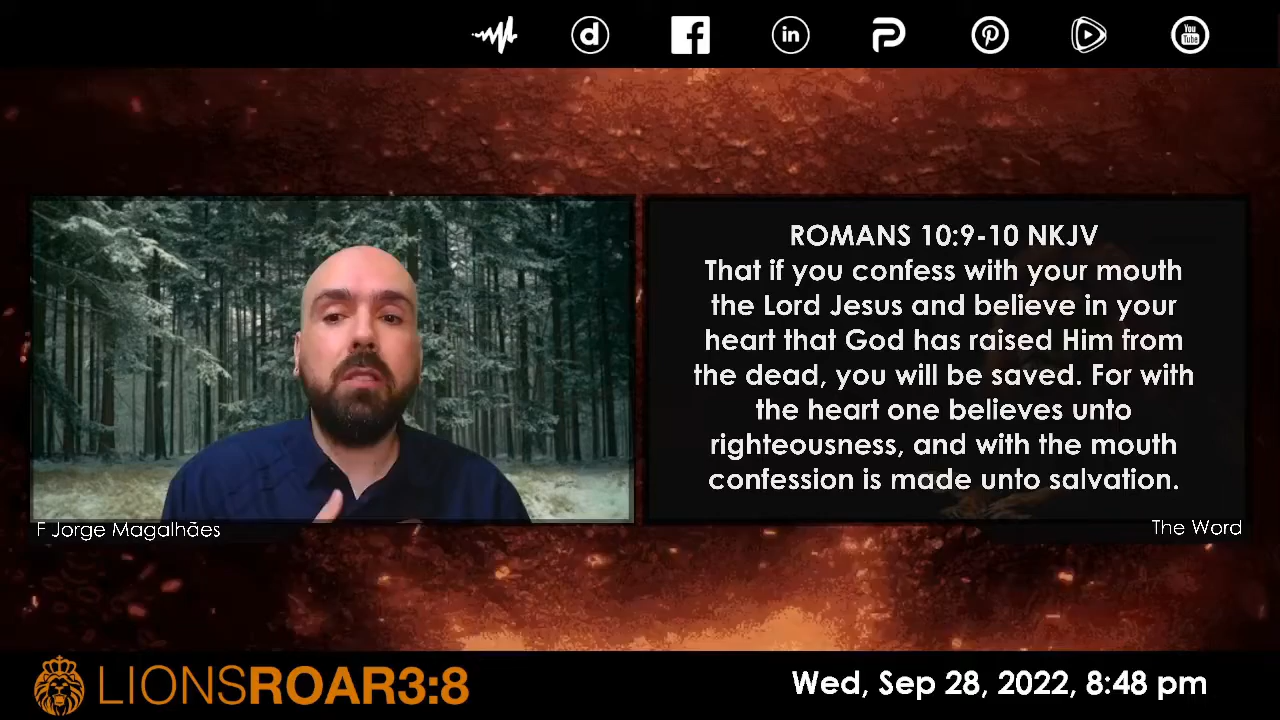 You
Tube
ROMANS 10:9-10 NKJV
That if you confess with your mouth
the Lord Jesus and believe in your
heart that God has raised Him from
the dead, you will be saved. For with
the heart one believes unto
righteousness, and with the mouth
confession is made unto salvation.
F Jorge Magalhães
The Word
LIONSROAR3:8
Wed, Sep 28, 2022, 8:48 pm